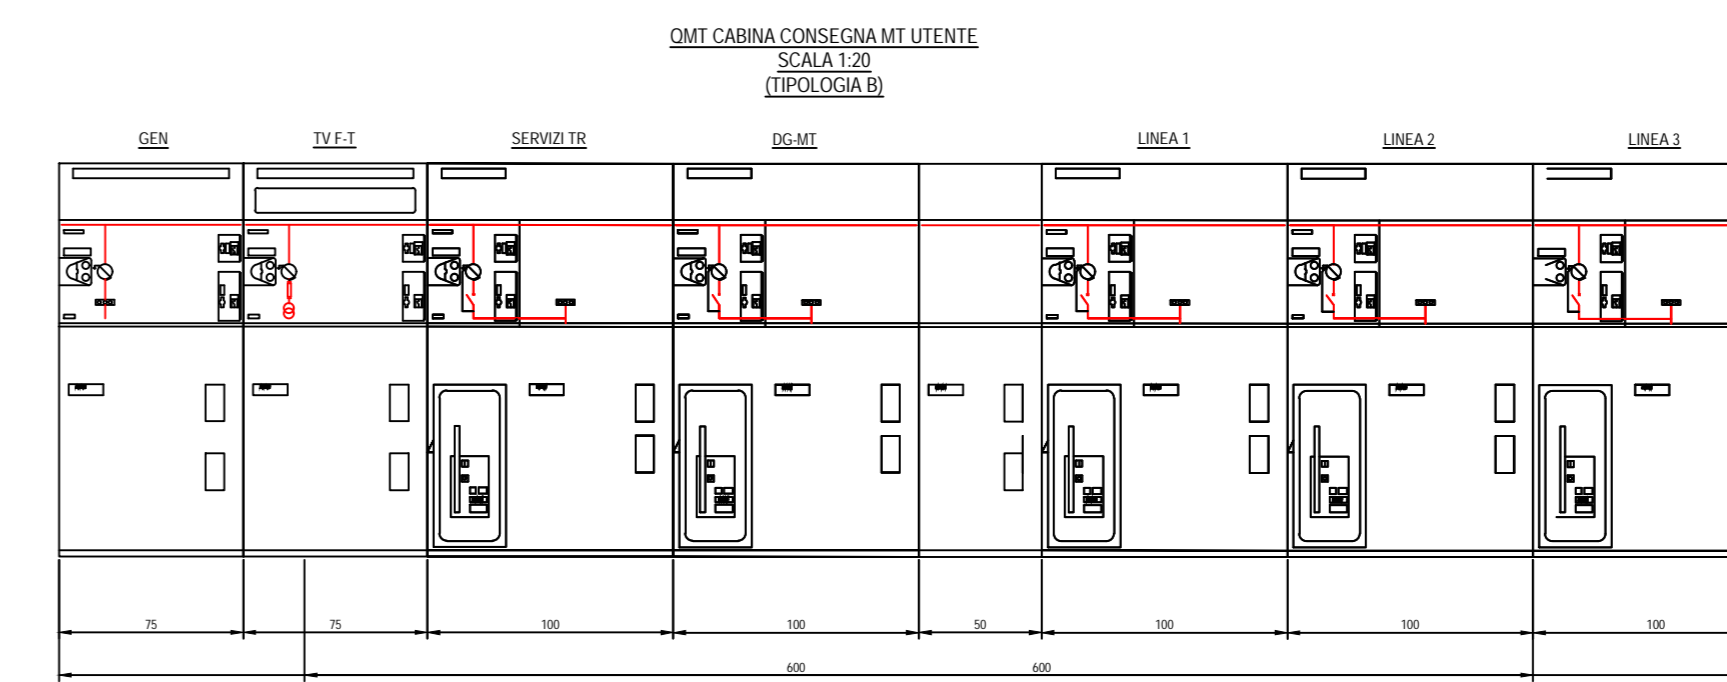 QMT CABINA CONSEGNA MT UTENTE
SCALA 1:20
(TIPOLOGIA B)
GEN TV F-T SERVIZI TR DG-MT LINEA 1 LINEA 2 LINEA 3
75 75 100 100 50 100 100 100
600 600